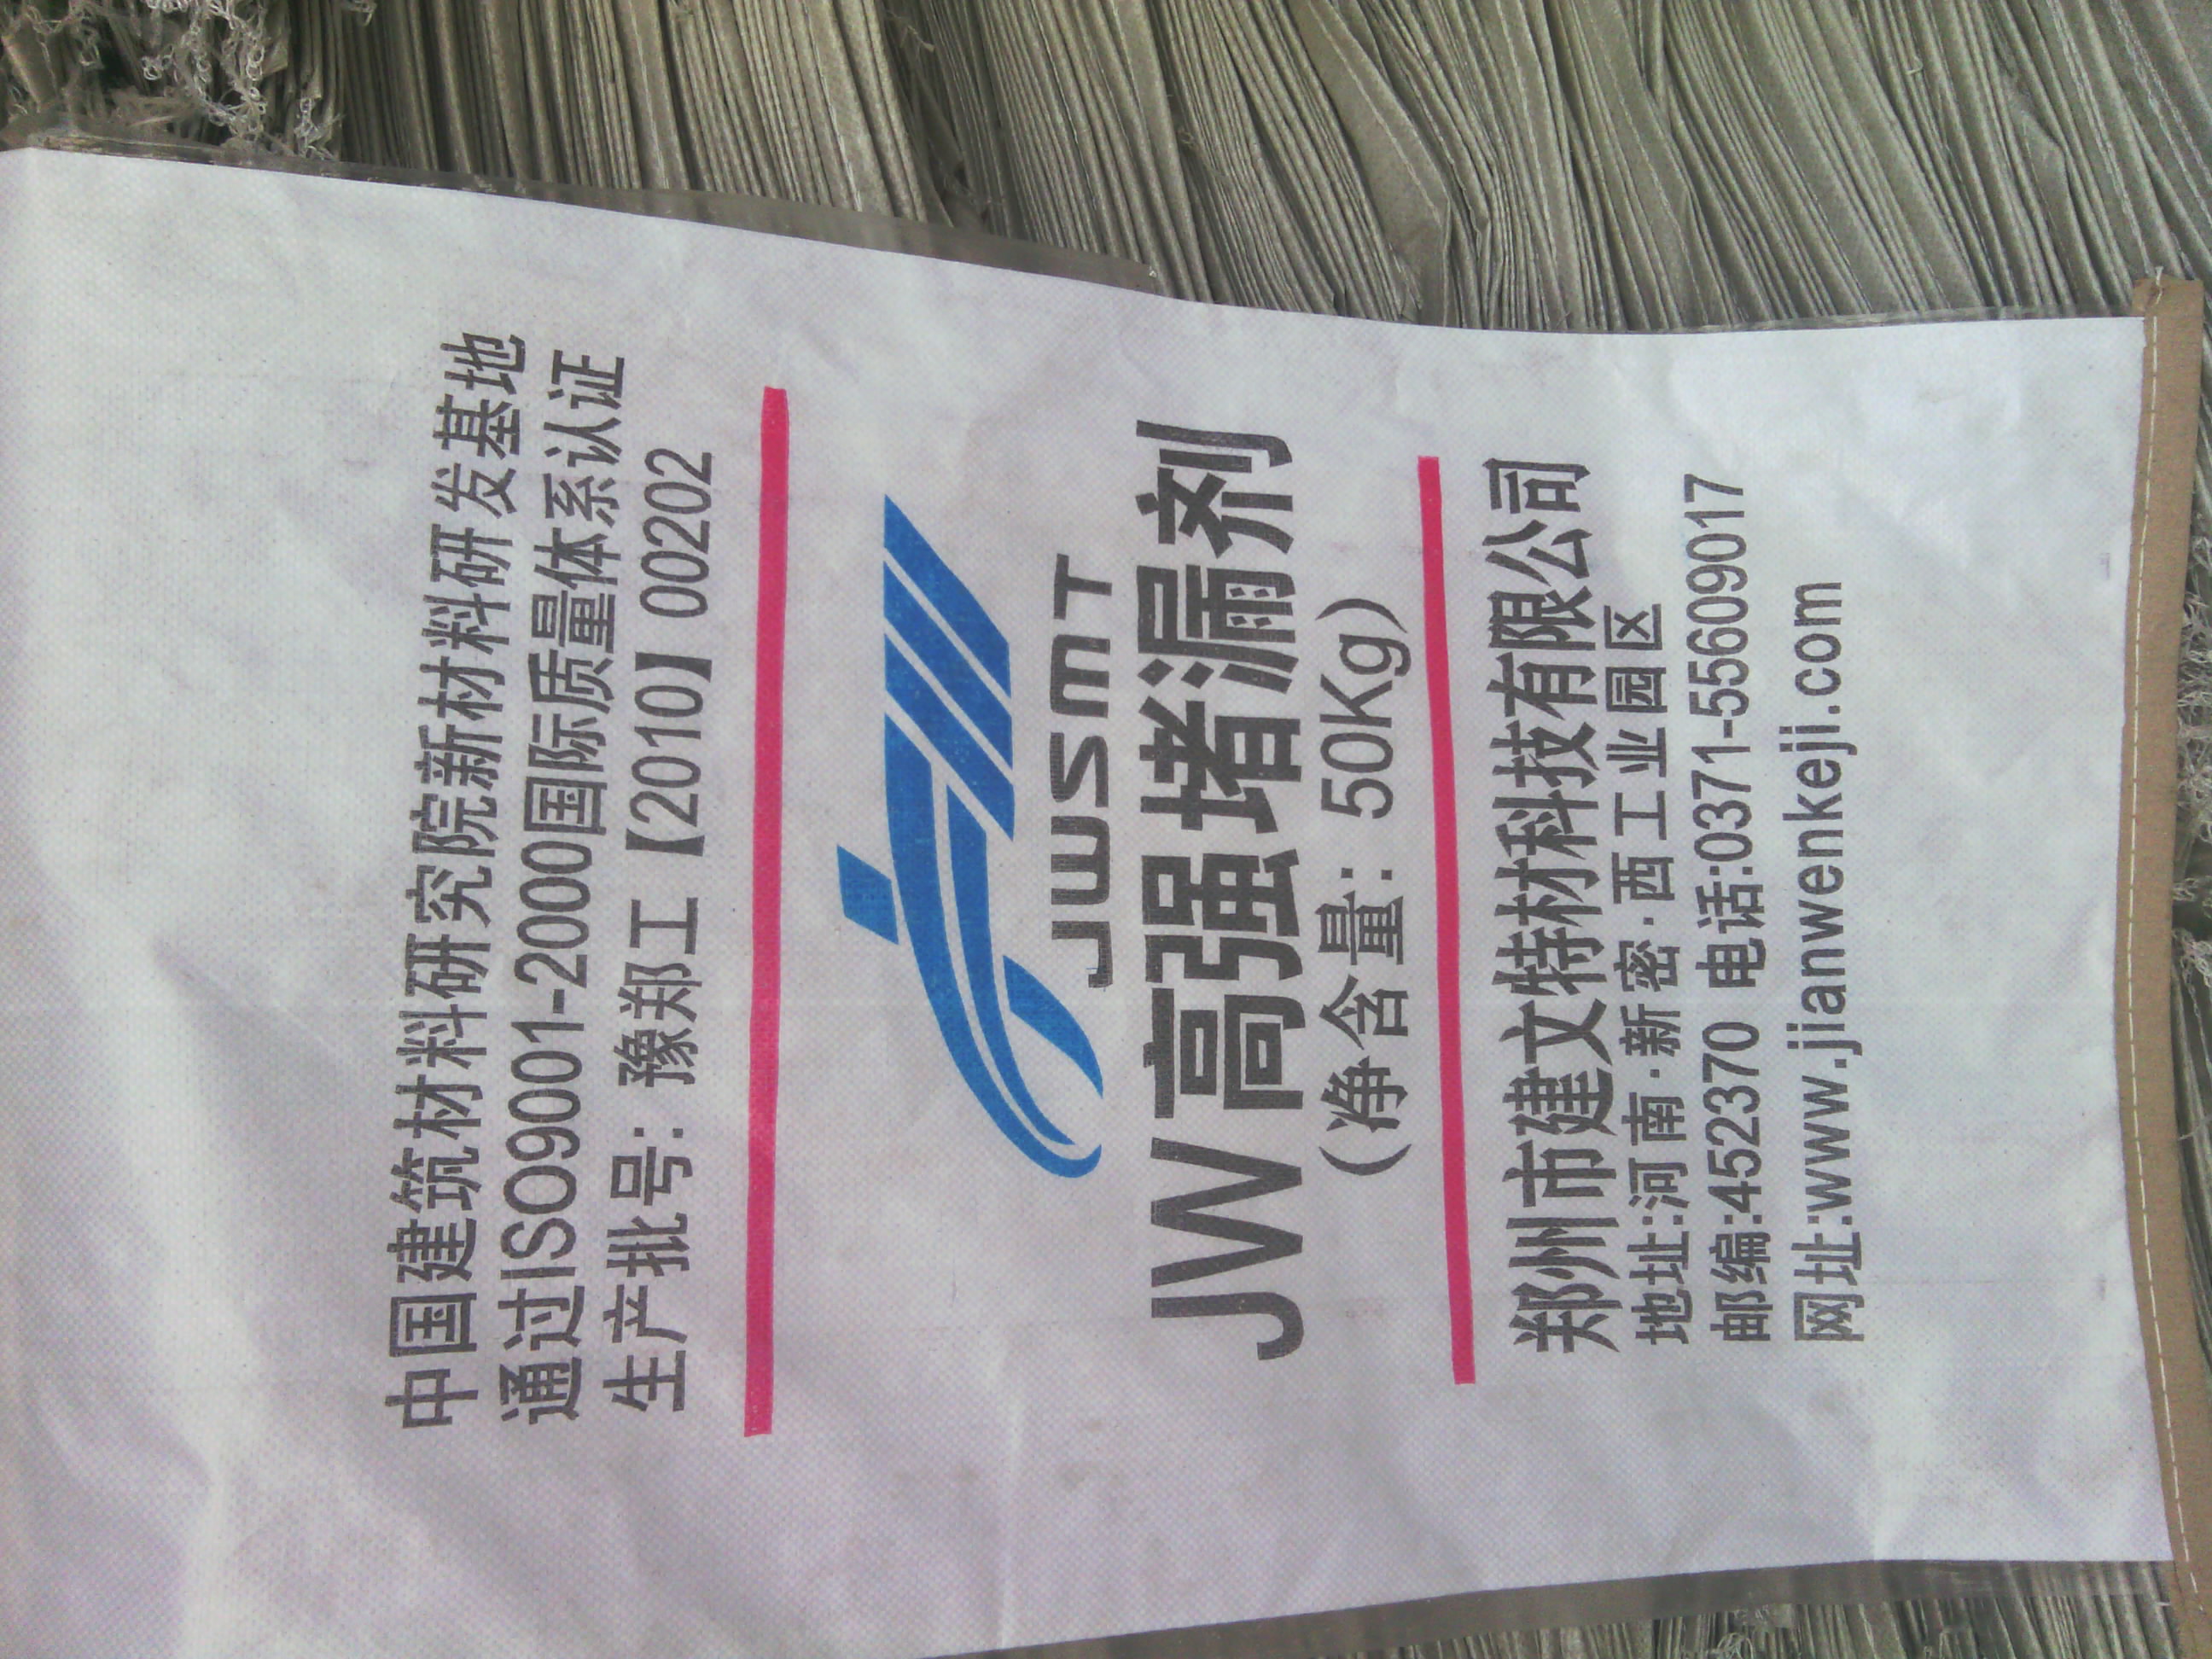 中国建筑材料研究院新材料研发基地
通过ISO9001-2000国际质量体系认证
生产批号：豫郑工【2010】00202
JWSMT
JW高强堵漏剂
(净含量：50Kg)
郑州市建文特材科技有限公司
地址:河南·新密·西工业园区
邮编:452370 电话:0371-55609017
网址:www.jianwenkeji.com